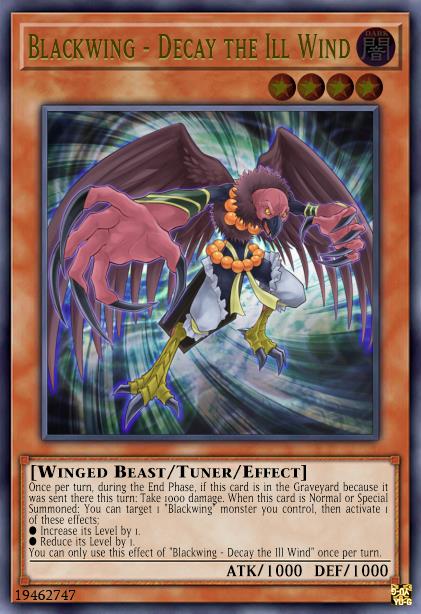 BLACKWING - DECAY THE ILL WIND
DARK
闇
[WINGED BEAST/TUNER/EFFECT]
Once per turn, during the End Phase, if this card is in the Graveyard because it
was sent there this turn: Take 1000 damage. When this card is Normal or Special
Summoned: You can target 1 "Blackwing" monster you control, then activate 1
of these effects;
● Increase its Level by 1.
● Reduce its Level by 1.
You can only use this effect of "Blackwing - Decay the Ill Wind" once per turn.
ATK/1000 DEF/1000
19462747